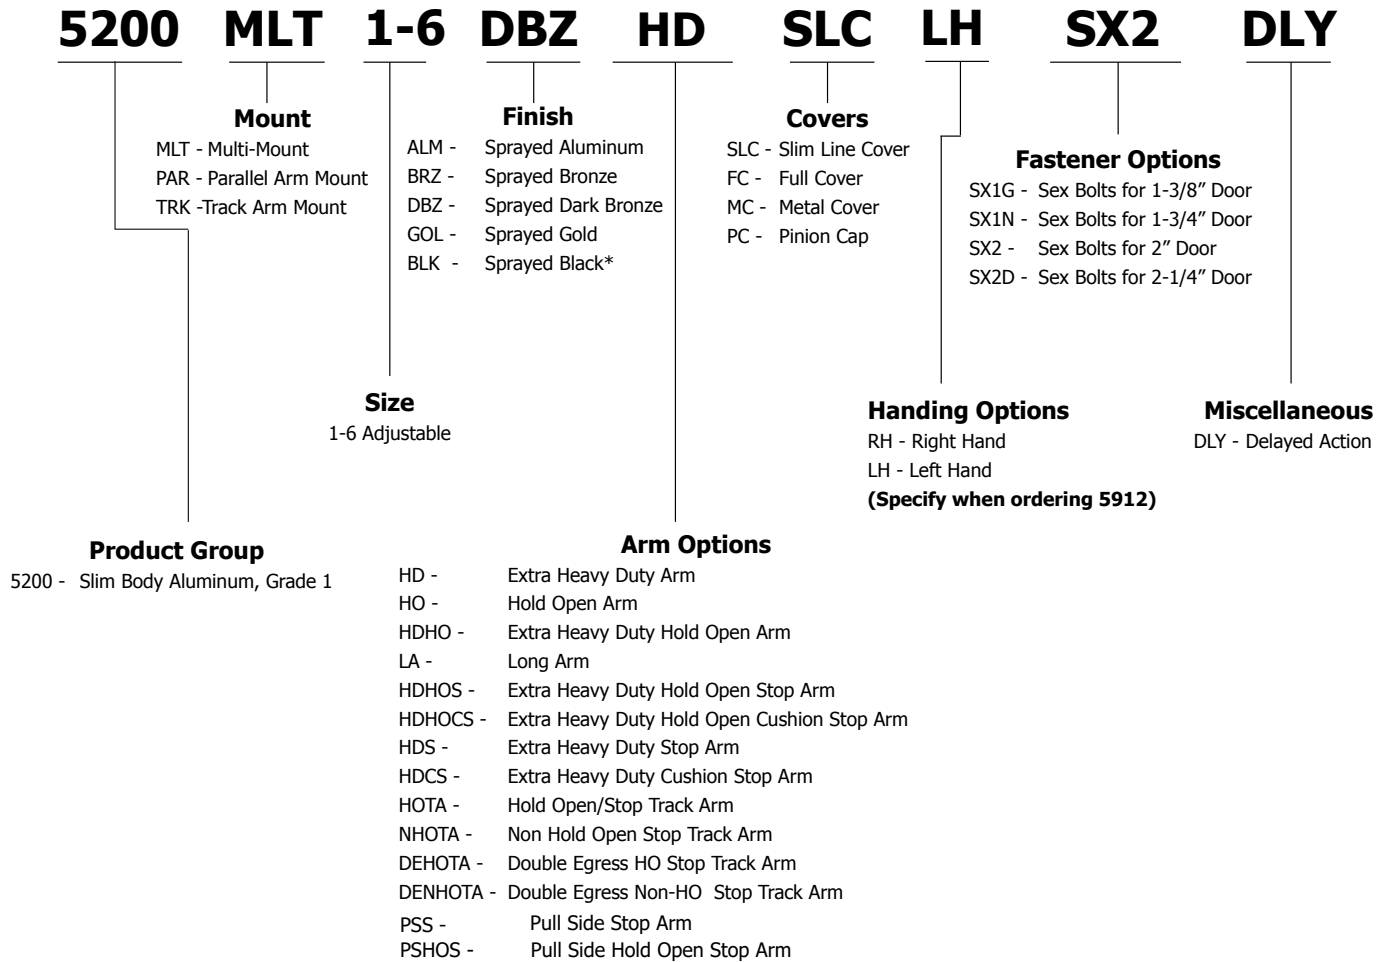 5200 MLT 1-6 DBZ HD SLC LH SX2 DLY
Mount
MLT - Multi-Mount
PAR - Parallel Arm Mount
TRK -Track Arm Mount
Finish
ALM - Sprayed Aluminum
BRZ - Sprayed Bronze
DBZ - Sprayed Dark Bronze
GOL - Sprayed Gold
BLK - Sprayed Black*
Covers
SLC - Slim Line Cover
FC - Full Cover
MC - Metal Cover
PC - Pinion Cap
Fastener Options
SX1G - Sex Bolts for 1-3/8” Door
SX1N - Sex Bolts for 1-3/4” Door
SX2 - Sex Bolts for 2” Door
SX2D - Sex Bolts for 2-1/4” Door
Size
1-6 Adjustable
Handing Options
RH - Right Hand
LH - Left Hand
(Specify when ordering 5912)
Miscellaneous
DLY - Delayed Action
Product Group
5200 - Slim Body Aluminum, Grade 1
Arm Options
HD - Extra Heavy Duty Arm
HO - Hold Open Arm
HDHO - Extra Heavy Duty Hold Open Arm
LA - Long Arm
HDHOS - Extra Heavy Duty Hold Open Stop Arm
HDHOCS - Extra Heavy Duty Hold Open Cushion Stop Arm
HDS - Extra Heavy Duty Stop Arm
HDCS - Extra Heavy Duty Cushion Stop Arm
HOTA - Hold Open/Stop Track Arm
NHOTA - Non Hold Open Stop Track Arm
DEHOTA - Double Egress HO Stop Track Arm
DENHOTA - Double Egress Non-HO Stop Track Arm
PSS - Pull Side Stop Arm
PSHOS - Pull Side Hold Open Stop Arm